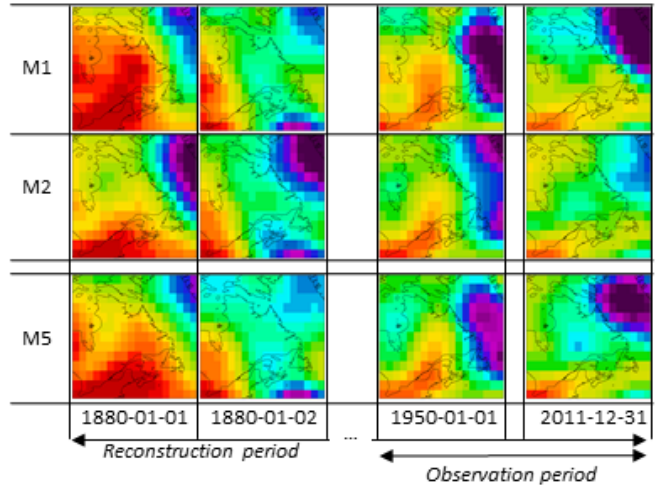 M1
M2
M5
1880-01-01 1880-01-02 1950-01-01 2011-12-31
...
Reconstruction period
Observation period